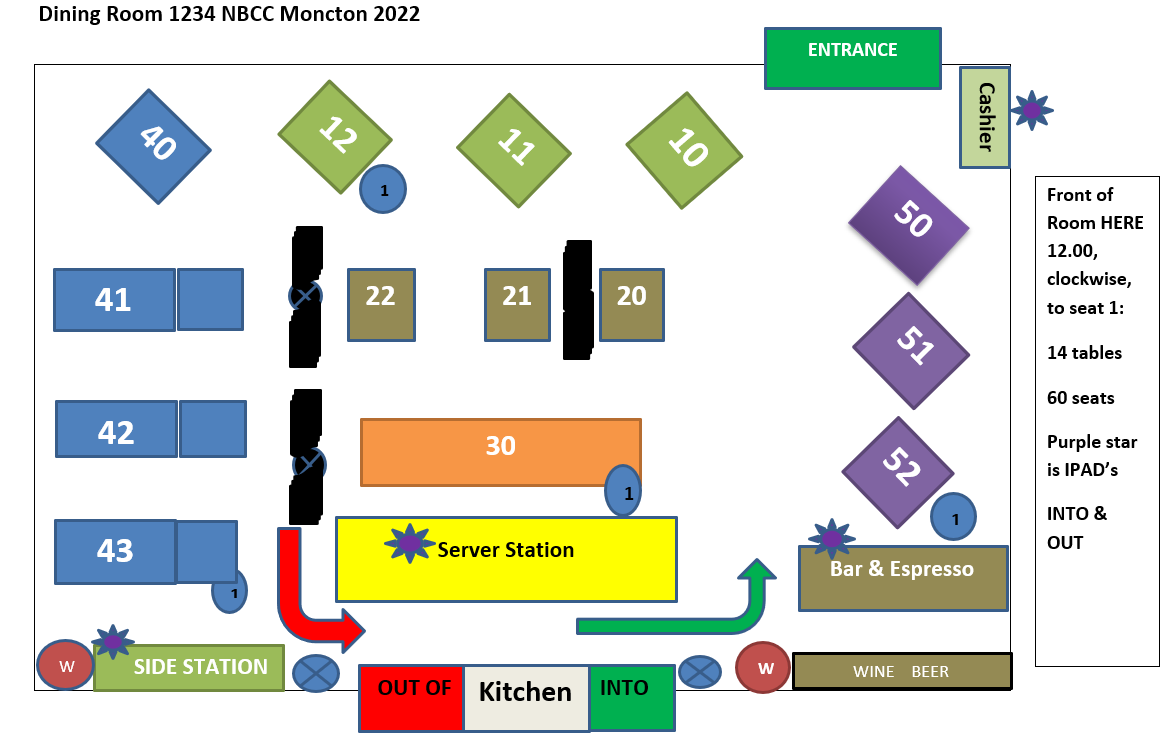 Dining Room 1234 NBCC Moncton 2022
ENTRANCE
Cashier
40
12
11
10
1
50
Front of
Room HERE
12.00,
clockwise,
to seat 1:
14 tables
60 seats
Purple star
is IPAD’s
INTO &
OUT
41
22
21
20
51
42
30
52
1
1
43
Server Station
Bar & Espresso
1
W
SIDE STATION
OUT OF
Kitchen
INTO
W
WINE BEER